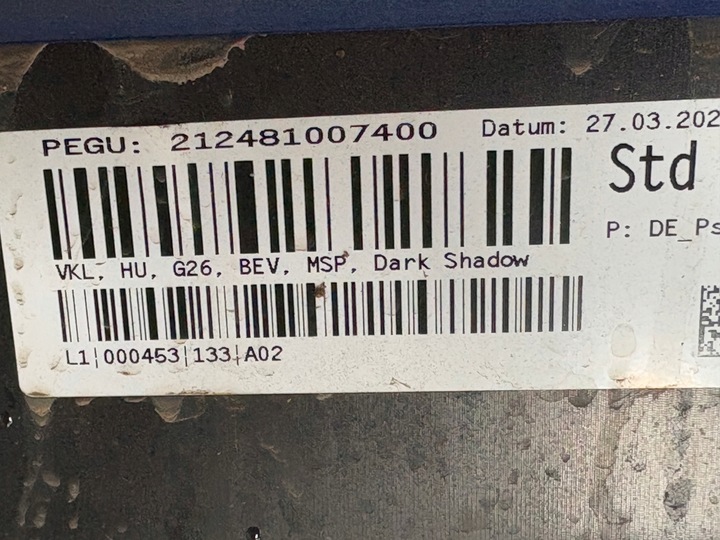 PEGU: 212481007400 Datum: 27.03.202
Std
P: DE_Ps
VKL, HU, G26, BEV, MSP, Dark Shadow
L1|000453|133|A02